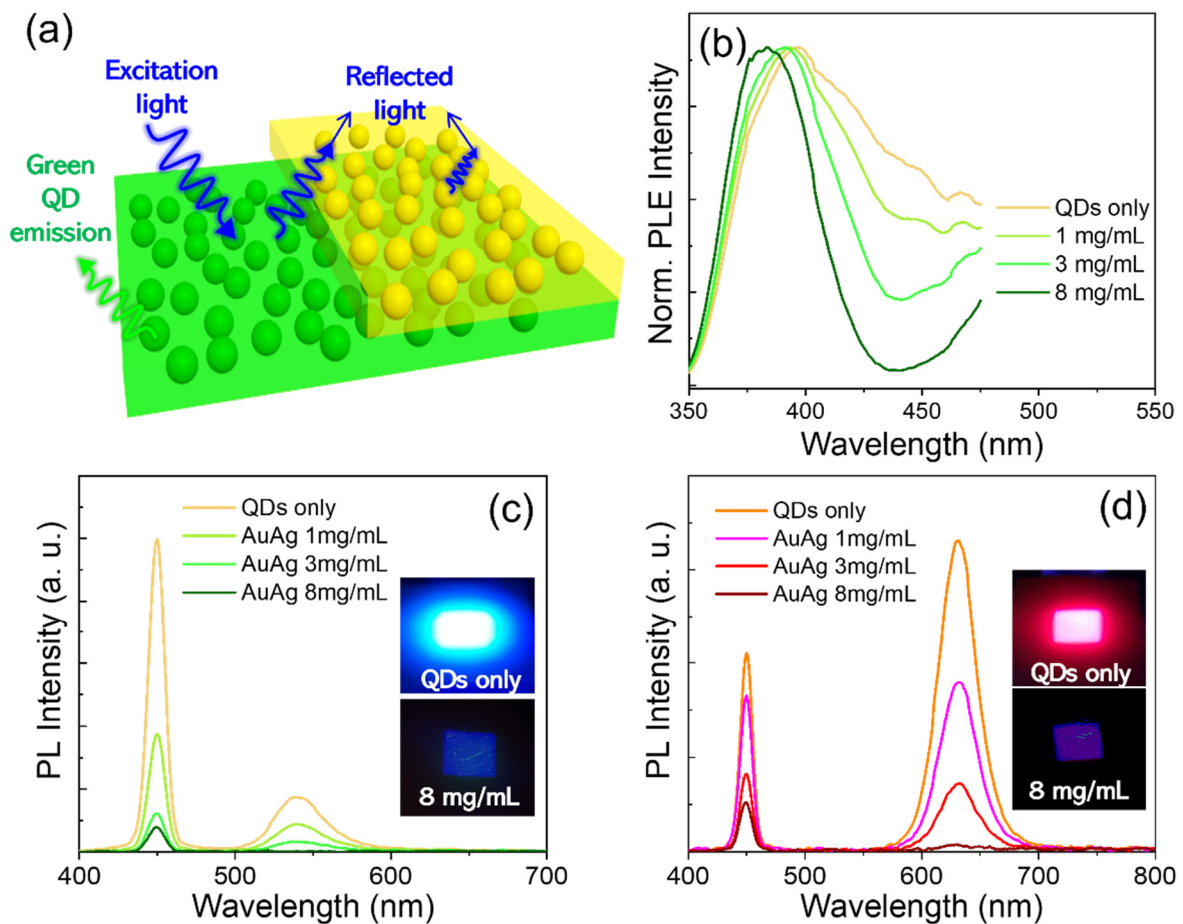 (a)
Excitation
light
Reflected
light
Green
QD
emission
(b)
Norm. PLE Intensity
QDs only
1 mg/mL
3 mg/mL
8 mg/mL
350 400 450 500 550
Wavelength (nm)
(c)
PL Intensity (a. u.)
QDs only
AuAg 1mg/mL
AuAg 3mg/mL
AuAg 8mg/mL
QDs only
8 mg/mL
400 500 600 700
Wavelength (nm)
(d)
PL Intensity (a. u.)
QDs only
AuAg 1mg/mL
AuAg 3mg/mL
AuAg 8mg/mL
QDs only
8 mg/mL
400 500 600 700 800
Wavelength (nm)